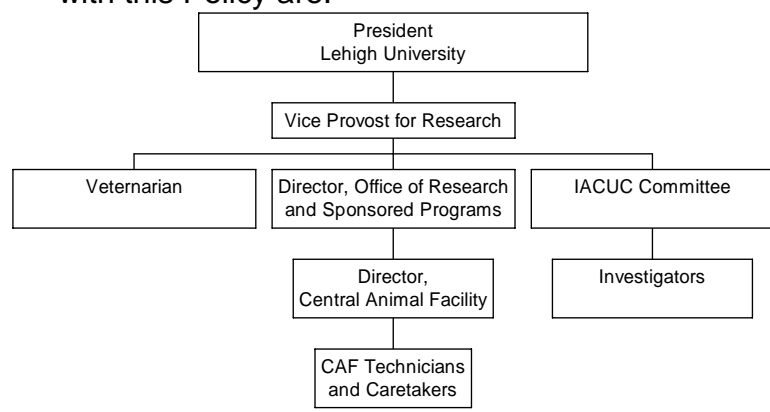 with this Policy are:
President
Lehigh University
Vice Provost for Research
Veternarian
Director, Office of Research
and Sponsored Programs
IACUC Committee
Director,
Central Animal Facility
Investigators
CAF Technicians
and Caretakers